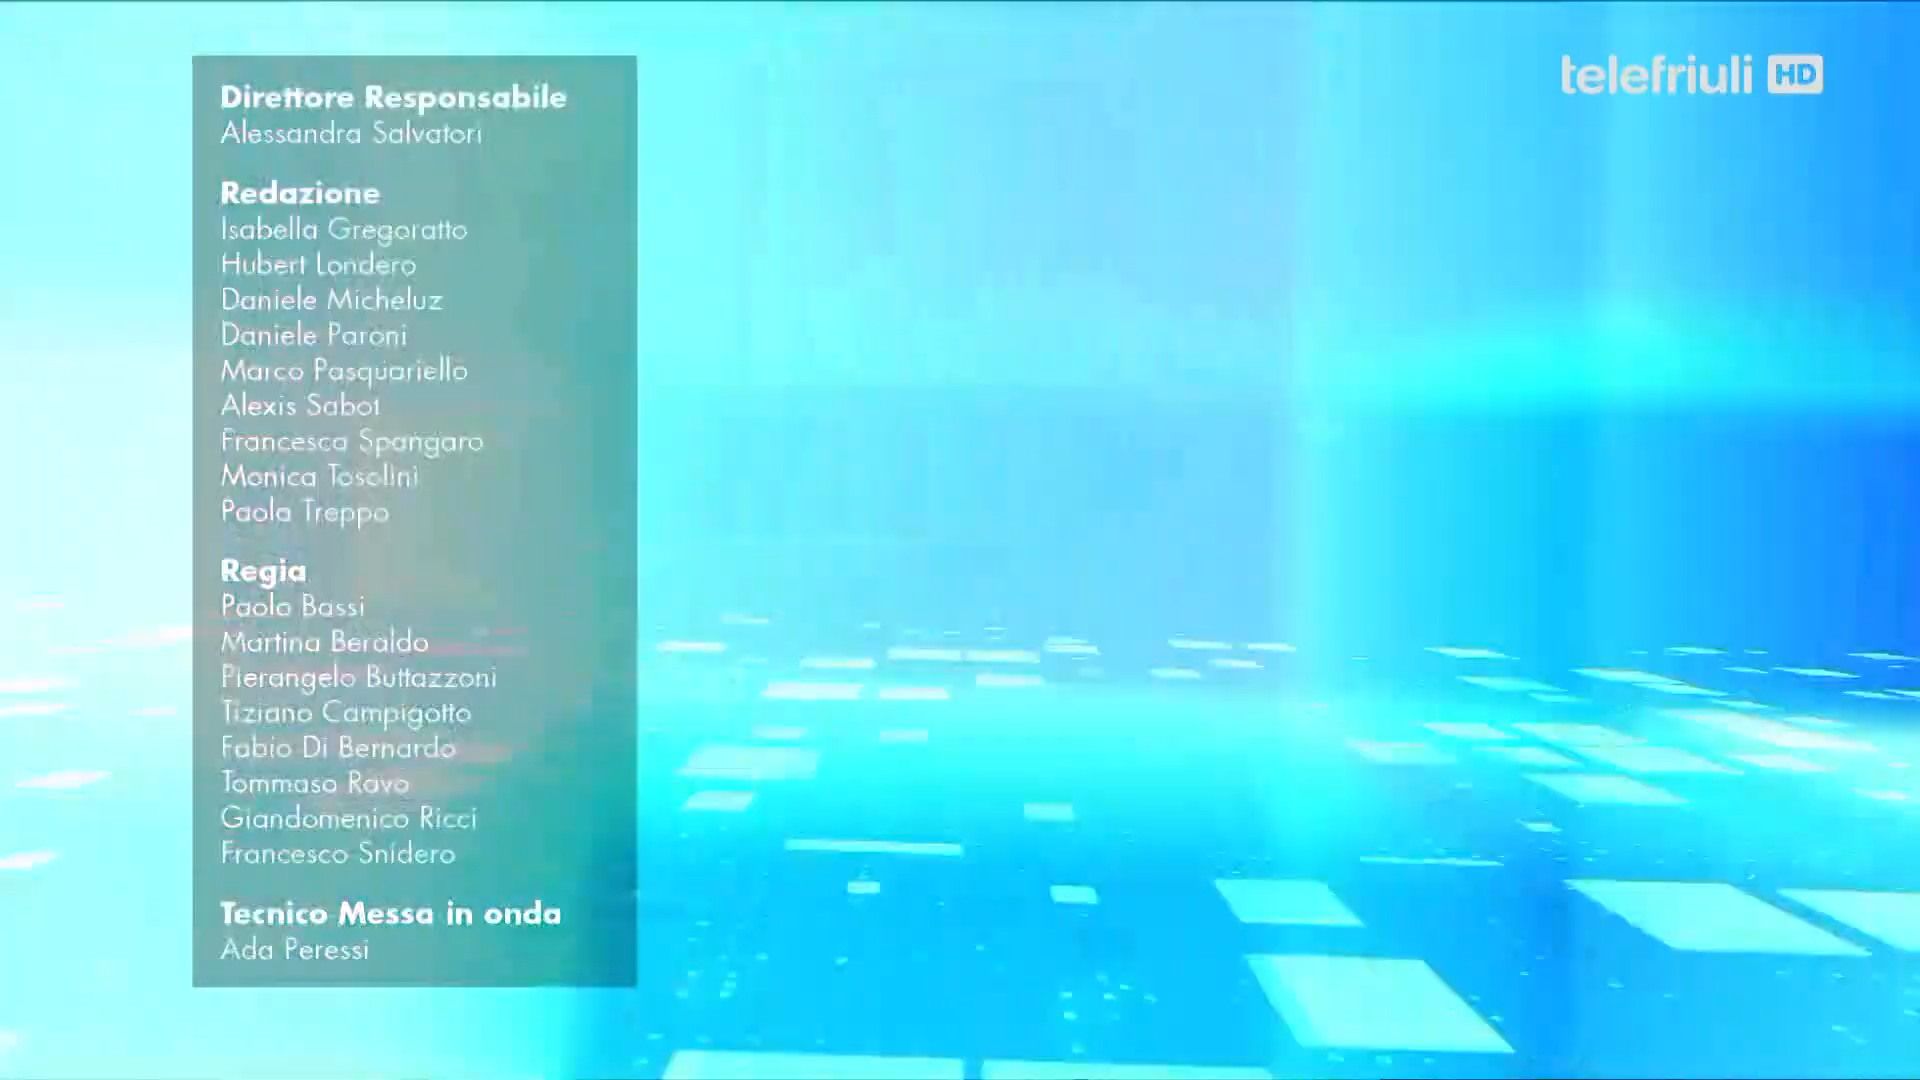 telefriuli HD
Direttore Responsabile
Alessandra Salvatori
Redazione
Isabella Gregoratto
Hubert Londero
Daniele Micheluz
Daniele Paroni
Marco Pasquariello
Alexis Sabot
Francesca Spangaro
Monica Tosolini
Paola Treppo
Regia
Paolo Bassi
Martina Beraldo
Pierangelo Buttazzoni
Tiziano Campigotto
Fabio Di Bernardo
Tommaso Ravo
Giandomenico Ricci
Francesco Snidero
Tecnico Messa in onda
Ada Peressi